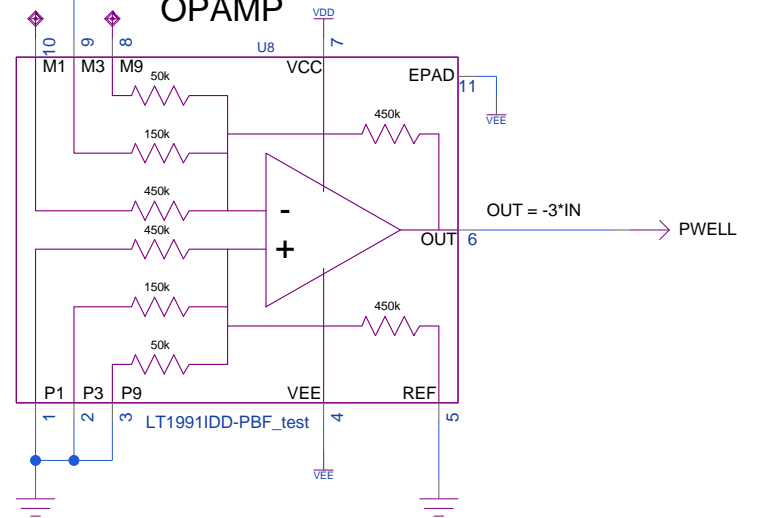 OPAMP
VDD
10
9
8
U8
7
M1
M3
M9
VCC
EPAD
11
VEE
50k
450k
150k
450k
-
OUT = -3*IN
PWELL
450k
+
OUT
6
150k
450k
50k
P1
P3
P9
VEE
REF
1
2
3
LT1991IDD-PBF_test
4
5
VEE